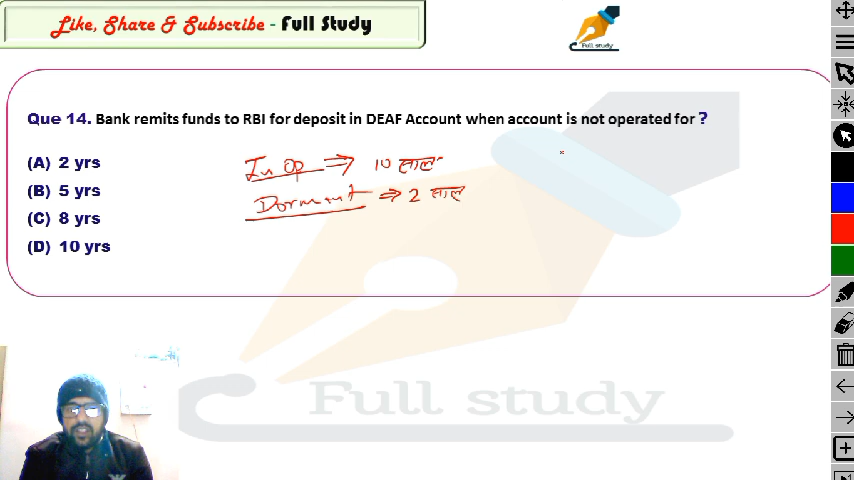 Like, Share & Subscribe - Full Study
Full study
Que 14. Bank remits funds to RBI for deposit in DEAF Account when account is not operated for ?
(A) 2 yrs
(B) 5 yrs
(C) 8 yrs
(D) 10 yrs
In Op ⇒ 10 साल
Dormant ⇒ 2 साल
Full study